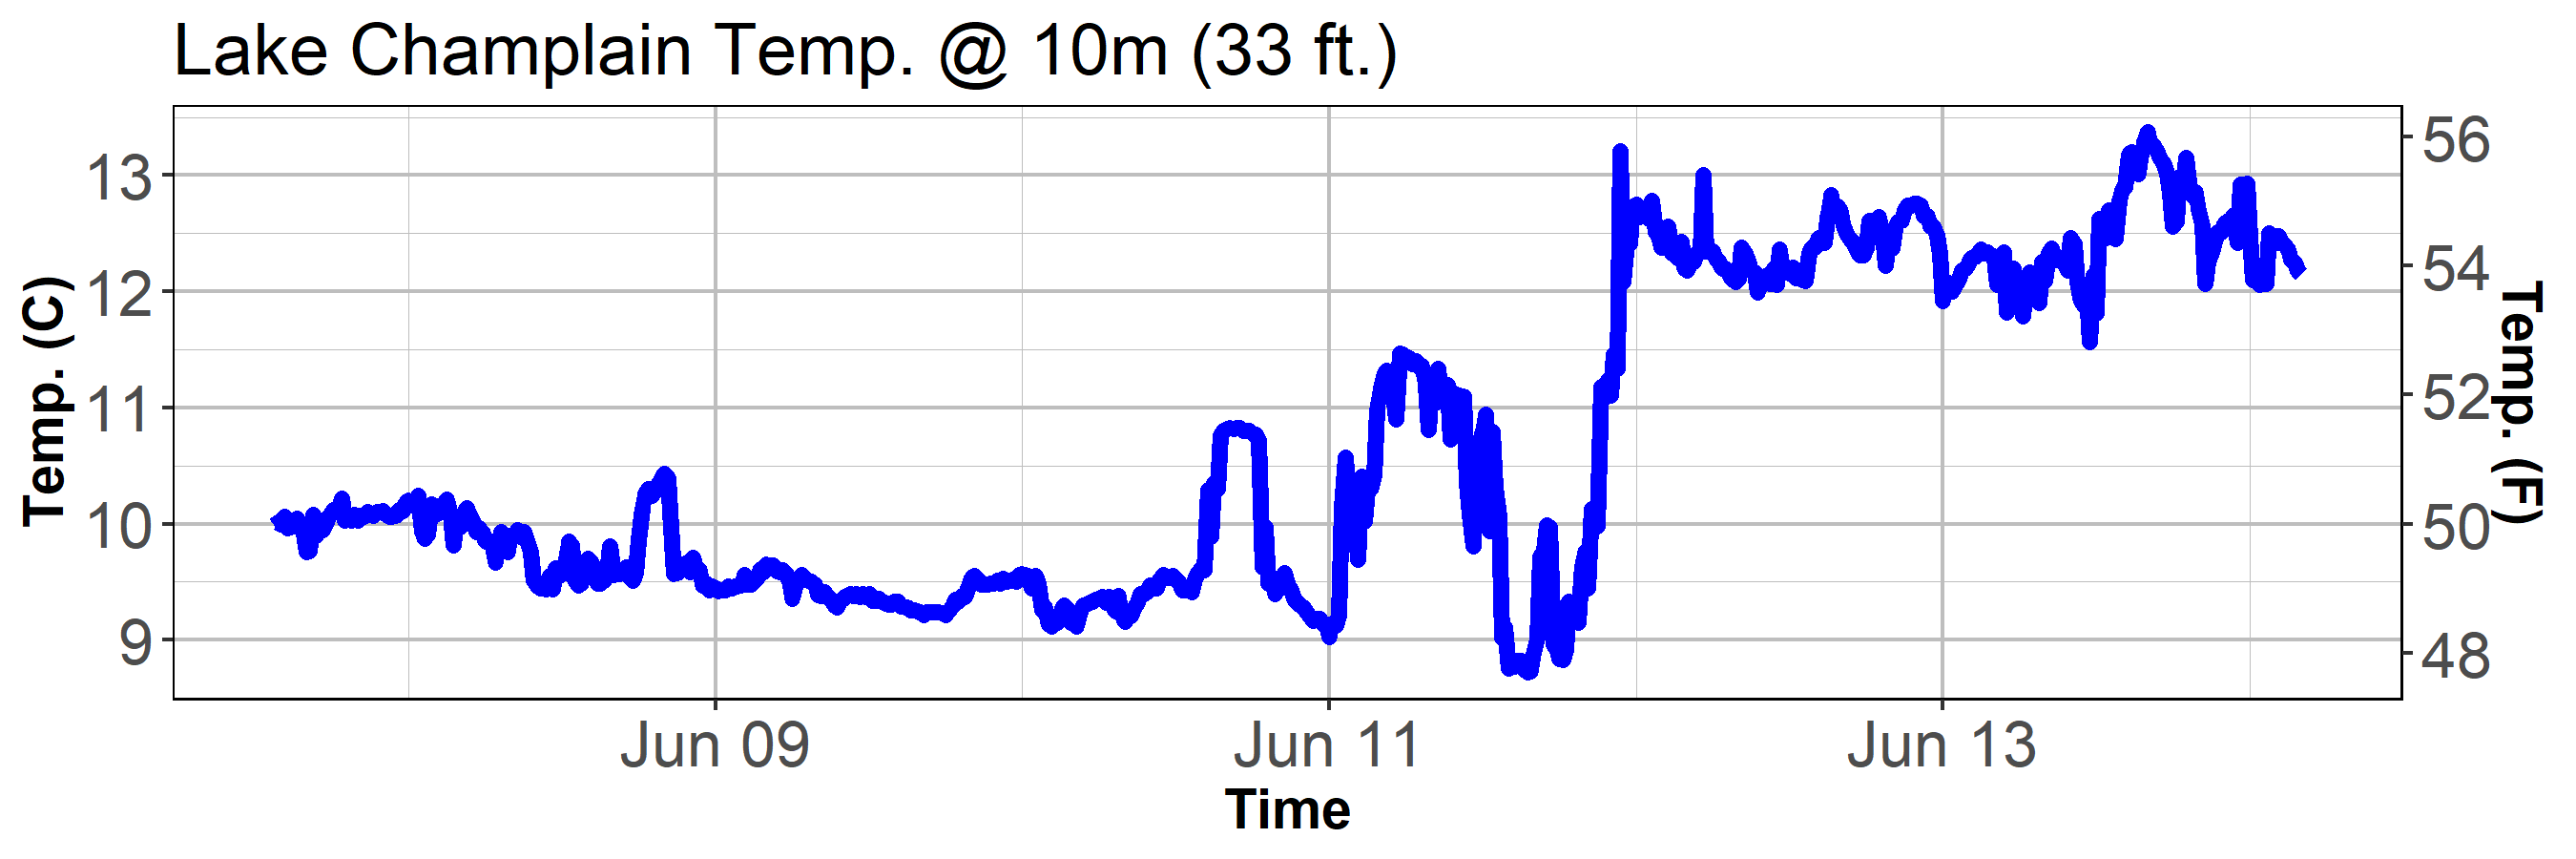 Lake Champlain Temp. @ 10m (33 ft.)
Temp. (C)
13
12
11
10
9
56
54
52
50
48
Temp. (F)
Jun 09
Jun 11
Jun 13
Time